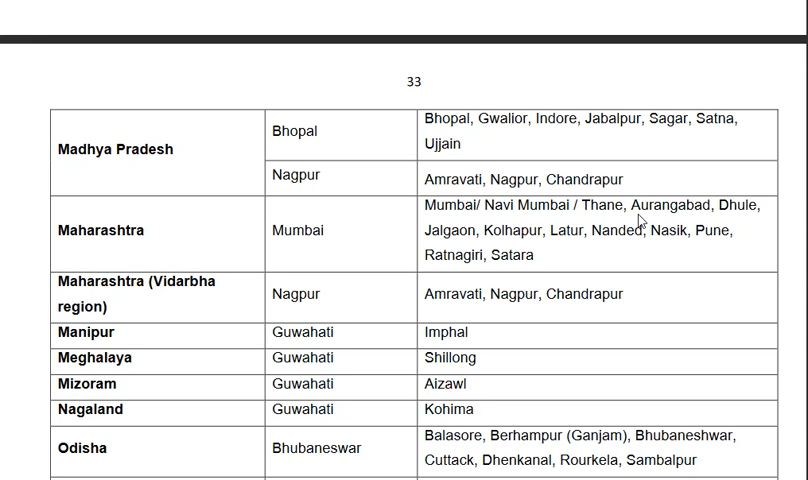 33
Madhya Pradesh
Bhopal
Bhopal, Gwalior, Indore, Jabalpur, Sagar, Satna,
Ujjain
Nagpur
Amravati, Nagpur, Chandrapur
Maharashtra
Mumbai
Mumbai/ Navi Mumbai / Thane, Aurangabad, Dhule,
Jalgaon, Kolhapur, Latur, Nanded, Nasik, Pune,
Ratnagiri, Satara
Maharashtra (Vidarbha
region)
Nagpur
Amravati, Nagpur, Chandrapur
Manipur
Guwahati
Imphal
Meghalaya
Guwahati
Shillong
Mizoram
Guwahati
Aizawl
Nagaland
Guwahati
Kohima
Odisha
Bhubaneswar
Balasore, Berhampur (Ganjam), Bhubaneshwar,
Cuttack, Dhenkanal, Rourkela, Sambalpur